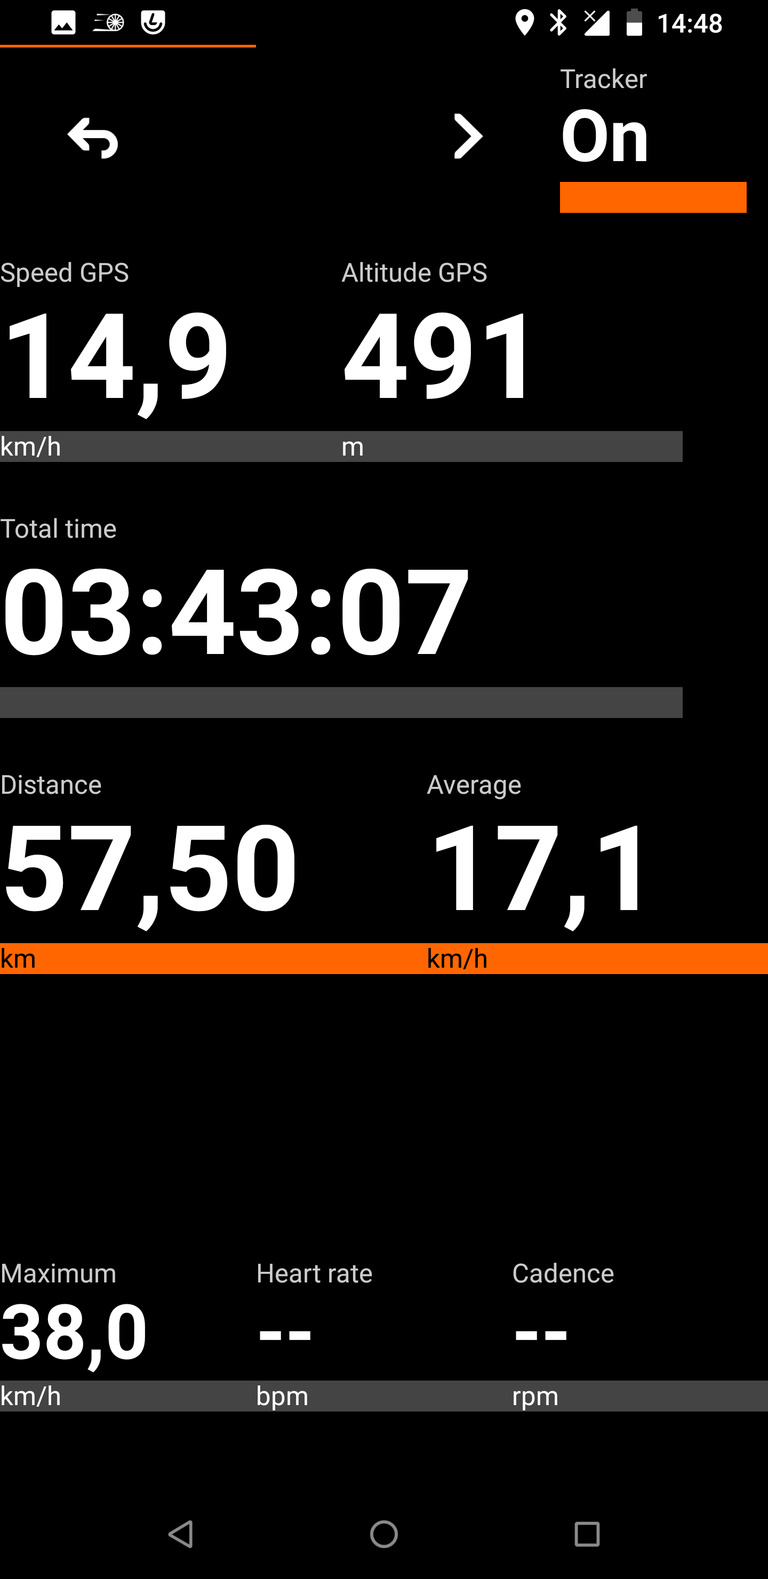 14:48
Tracker
On
Speed GPS Altitude GPS
14,9 491
km/h m
Total time
03:43:07
Distance Average
57,50 17,1
km km/h
Maximum Heart rate Cadence
38,0 -- --
km/h bpm rpm